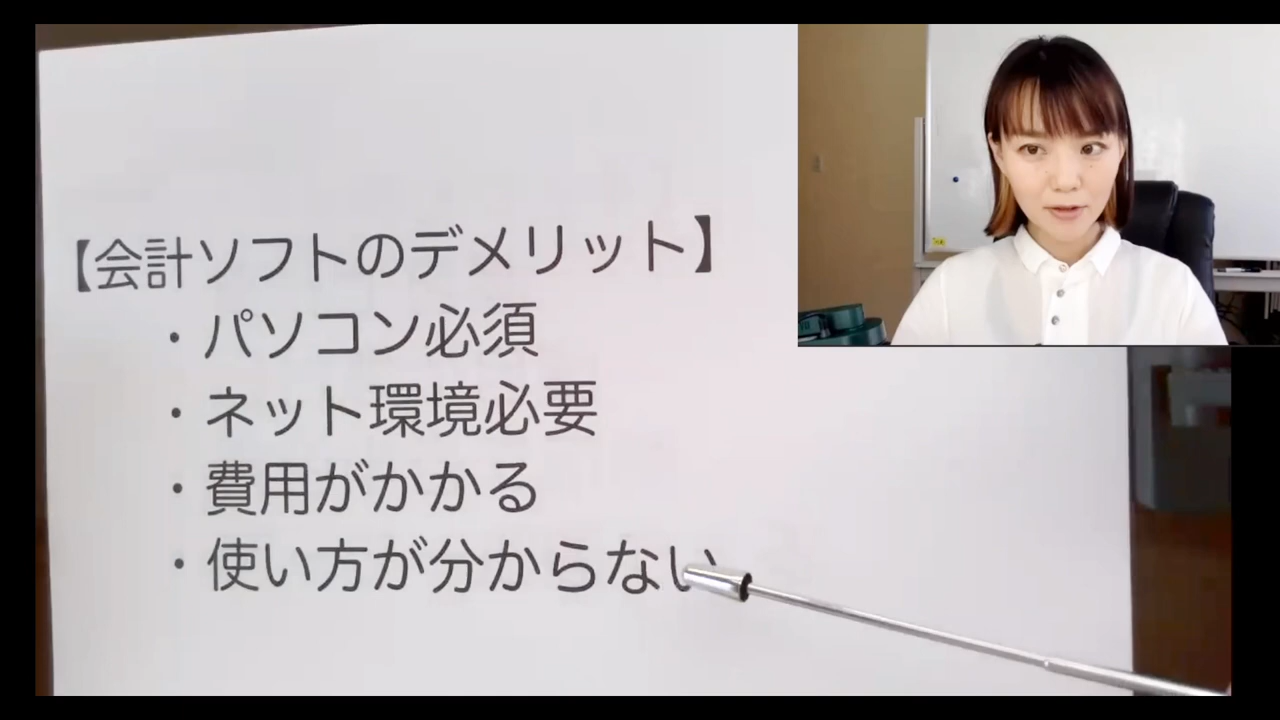 【会計ソフトのデメリット】
・パソコン必須
・ネット環境必要
・費用がかかる
・使い方が分からない